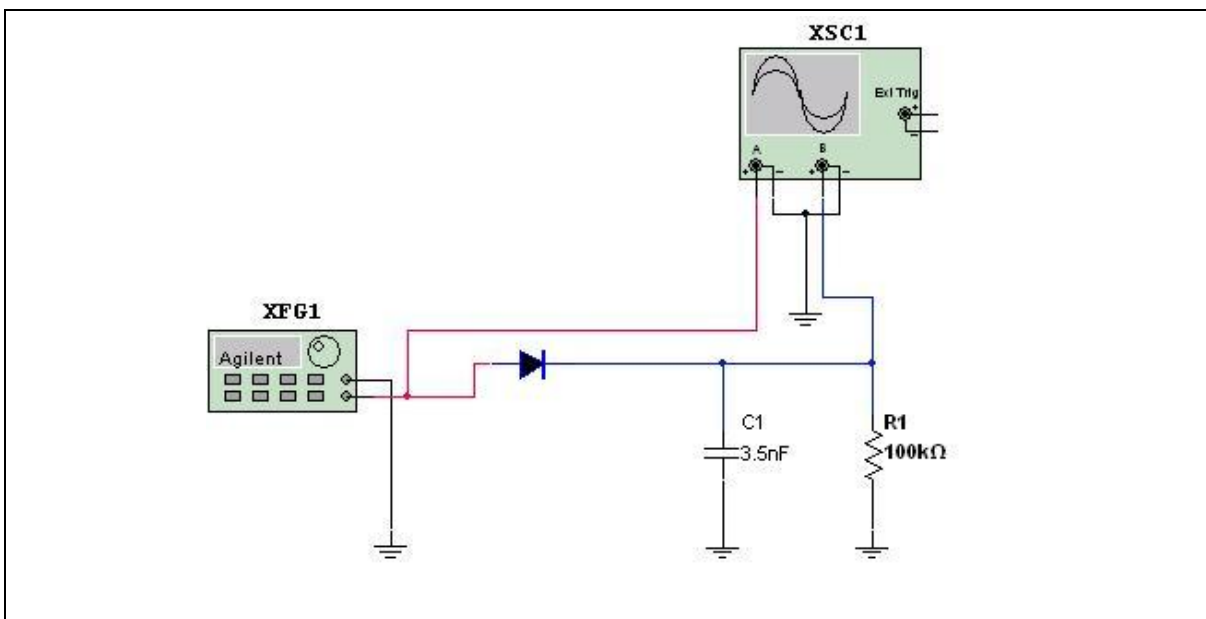 XSC1
Ext Trig
+
−
A
B
+ − + −
XFG1
Agilent
C1
3.5nF
R1
100kΩ